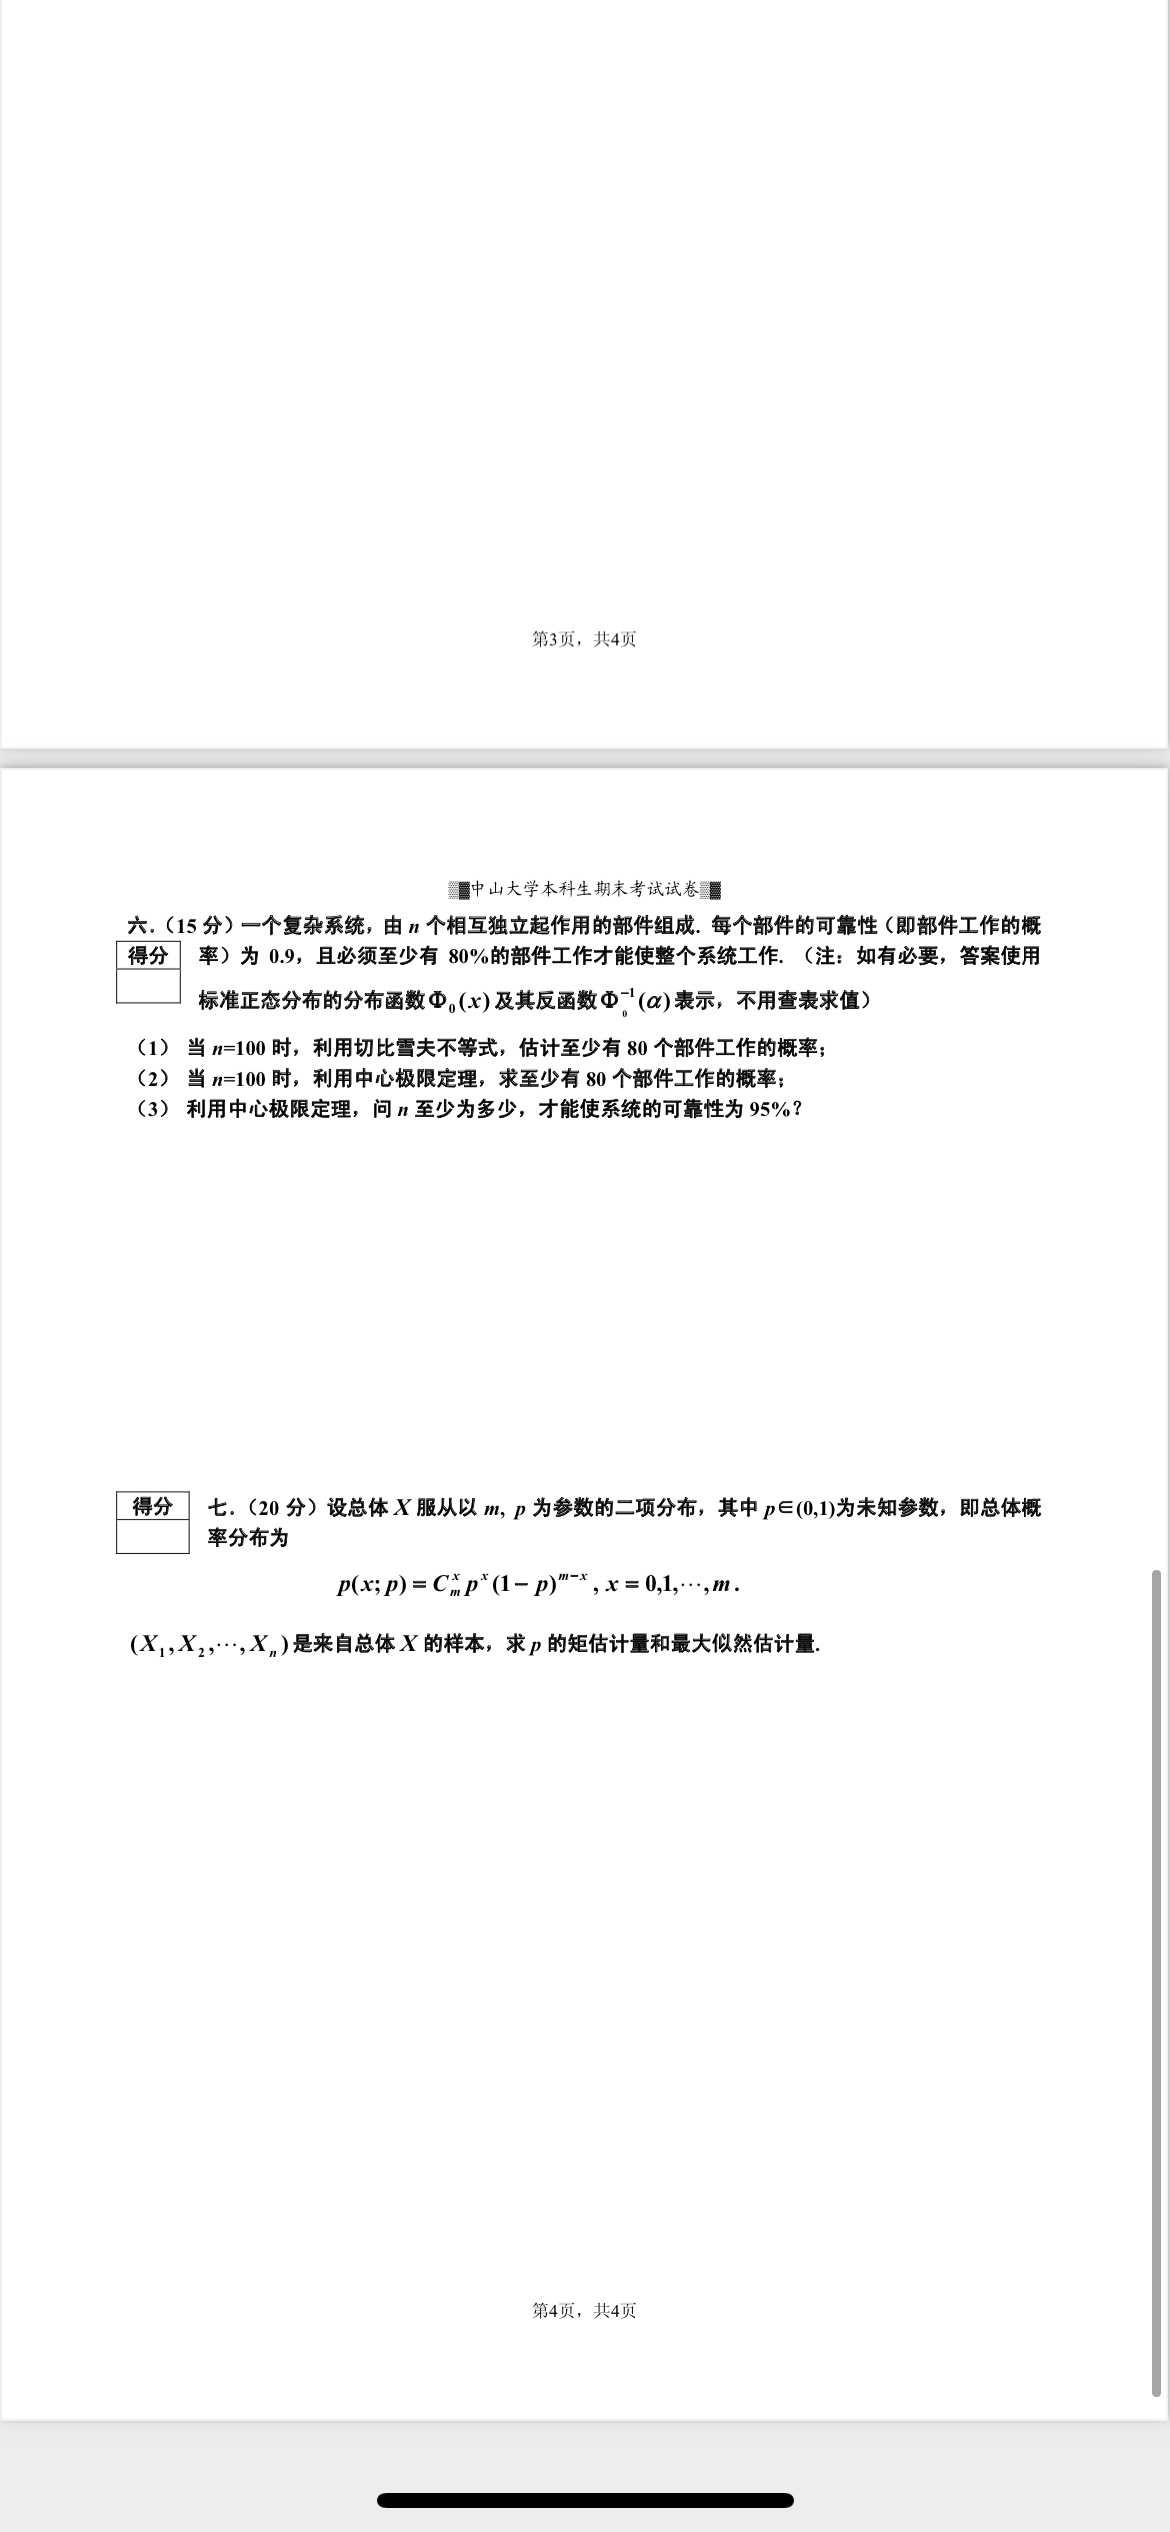 第3页，共4页
▒▓中山大学本科生期末考试试卷▒▓
六.（15 分）一个复杂系统，由 n 个相互独立起作用的部件组成. 每个部件的可靠性（即部件工作的概
得分
率）为 0.9，且必须至少有 80%的部件工作才能使整个系统工作. （注：如有必要，答案使用
标准正态分布的分布函数Φ₀(x)及其反函数Φ₀⁻¹(α)表示，不用查表求值）
（1） 当 n=100 时，利用切比雪夫不等式，估计至少有 80 个部件工作的概率；
（2） 当 n=100 时，利用中心极限定理，求至少有 80 个部件工作的概率；
（3） 利用中心极限定理，问 n 至少为多少，才能使系统的可靠性为 95%？
得分
七.（20 分）设总体 X 服从以 m, p 为参数的二项分布，其中 p∈(0,1)为未知参数，即总体概
率分布为
p(x; p) = C_m^x p^x (1 − p)^{m−x} , x = 0,1,⋯,m .
(X₁, X₂,⋯, Xₙ)是来自总体 X 的样本，求 p 的矩估计量和最大似然估计量.
第4页，共4页